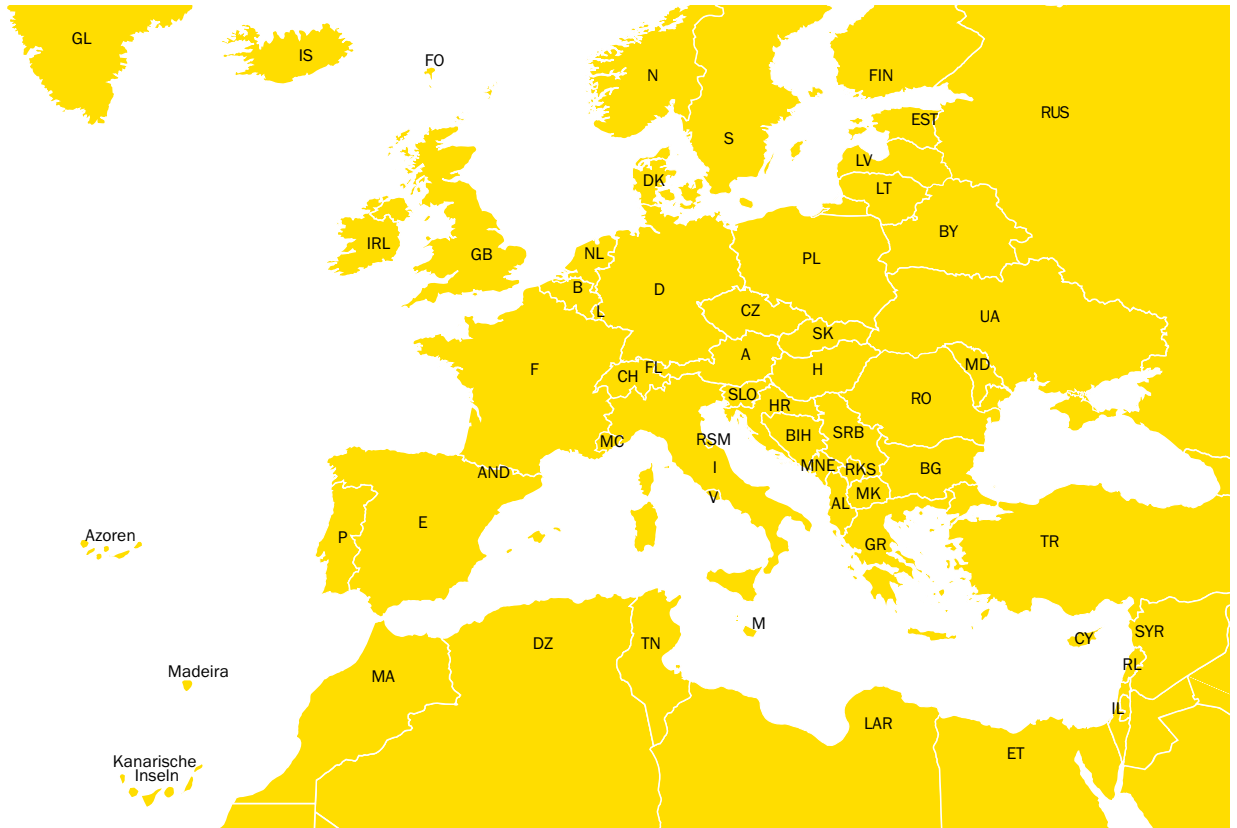 GL
IS
FO
N
FIN
S
EST
RUS
LV
DK
LT
BY
IRL
GB
NL
PL
B
D
L
CZ
UA
SK
A
F
CH
FL
H
MD
SLO
HR
RO
BIH
SRB
MC
RSM
I
MNE
RKS
BG
AND
V
AL
MK
P
E
Azoren
GR
TR
M
DZ
TN
CY
SYR
RL
Madeira
MA
IL
LAR
ET
Kanarische
Inseln